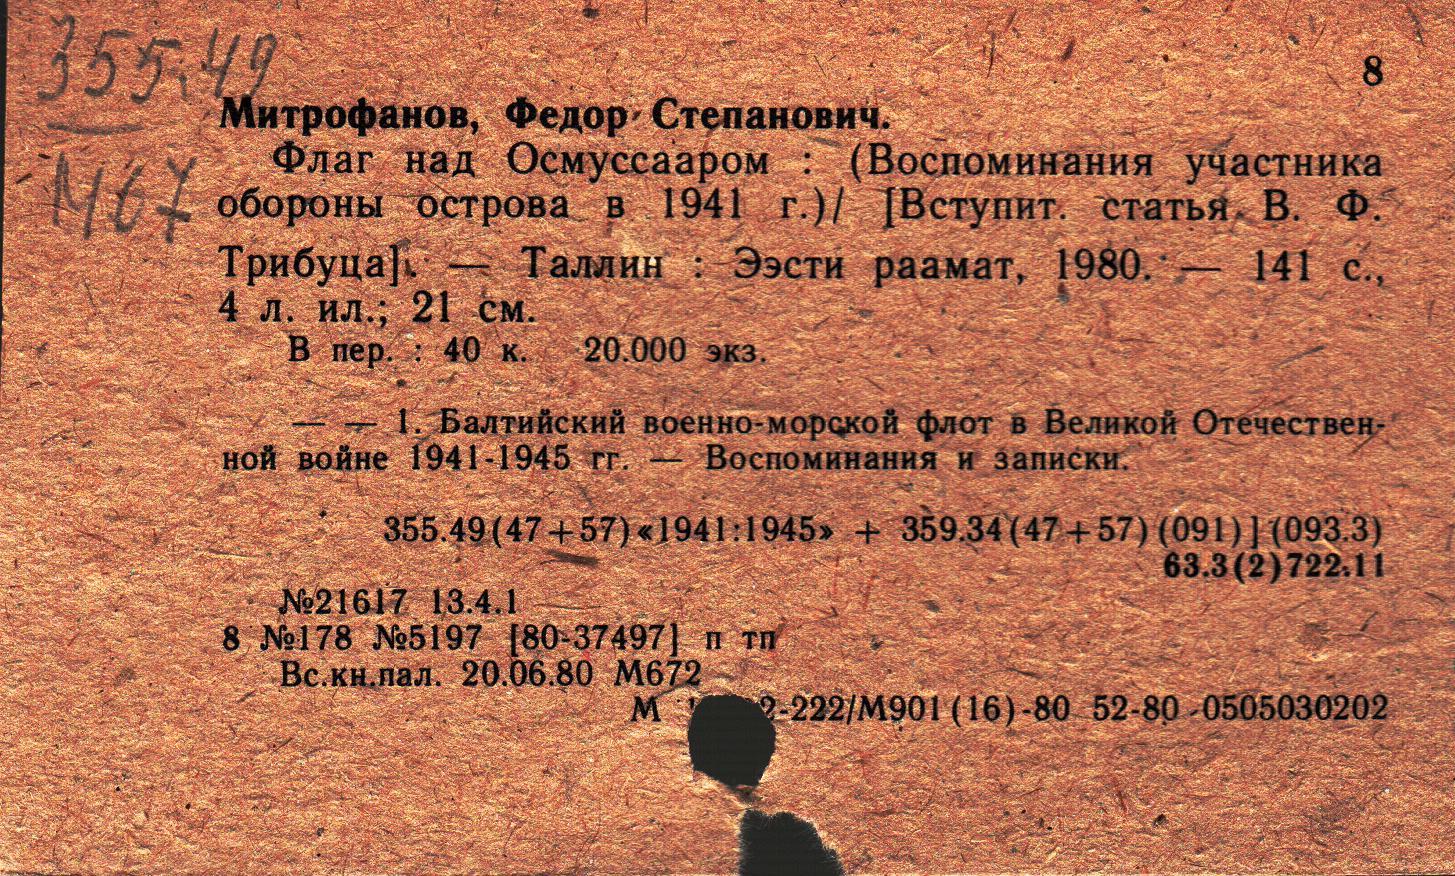 355.49
М67
8
Митрофанов, Федор Степанович.
Флаг над Осмуссааром : (Воспоминания участника
обороны острова в 1941 г.)/ [Вступит. статья В. Ф.
Трибуца]. — Таллин : Ээсти раамат, 1980. — 141 с.,
4 л. ил.; 21 см.
В пер. : 40 к. 20.000 экз.
— — 1. Балтийский военно-морской флот в Великой Отечествен-
ной войне 1941-1945 гг. — Воспоминания и записки.
355.49(47+57)«1941:1945» + 359.34(47+57)(091)](093.3)
63.3(2)722.11
№21617 13.4.1
8 №178 №5197 [80-37497] п тп
Вс.кн.пал. 20.06.80 М672
М 2-222/М901(16)-80 52-80 -0505030202